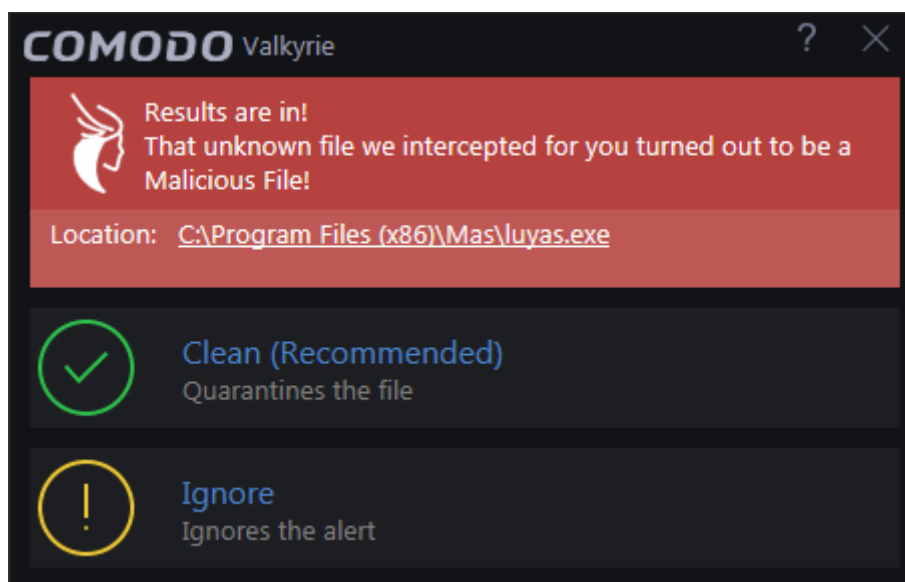 COMODO Valkyrie ? ×
Results are in!
That unknown file we intercepted for you turned out to be a
Malicious File!
Location: C:\Program Files (x86)\Mas\luyas.exe
Clean (Recommended)
Quarantines the file
Ignore
Ignores the alert